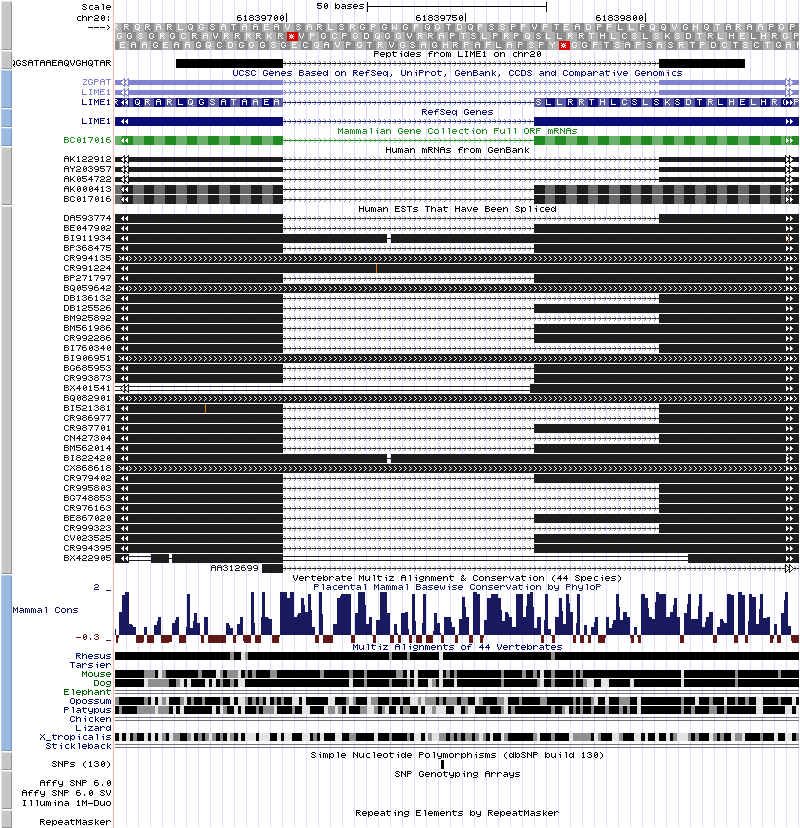 Scale 50 bases
chr20: 61839700 61839750 61839800
--->
Peptides from LIME1 on chr20
QGSATAAEAQVGHQTAR
UCSC Genes Based on RefSeq, UniProt, GenBank, CCDS and Comparative Genomics
ZGPAT
LIME1
LIME1
RefSeq Genes
LIME1
Mammalian Gene Collection Full ORF mRNAs
BC017016
Human mRNAs from GenBank
AK122912
AY203957
AK054722
AK000413
BC017016
Human ESTs That Have Been Spliced
DA593774
BE047902
BI911934
BP368475
CR994135
CR991224
BP271797
BQ059642
DB136132
DB125526
BM925892
BM561986
CR992286
BI760340
BI906951
BG685953
CR993873
BX401541
BQ082901
BI521381
CR986977
CR987701
CN427304
BM562014
BI822420
CX868618
CR979402
CR995803
BG748853
CR976163
BE867020
CR999323
CV023525
CR994395
BX422905
AA312699
Vertebrate Multiz Alignment & Conservation (44 Species)
Placental Mammal Basewise Conservation by PhyloP
2 _
Mammal Cons
-0.3 _
Multiz Alignments of 44 Vertebrates
Rhesus
Tarsier
Mouse
Dog
Elephant
Opossum
Platypus
Chicken
Lizard
X_tropicalis
Stickleback
Simple Nucleotide Polymorphisms (dbSNP build 130)
SNPs (130)
SNP Genotyping Arrays
Affy SNP 6.0
Affy SNP 6.0 SV
Illumina 1M-Duo
Repeating Elements by RepeatMasker
RepeatMasker